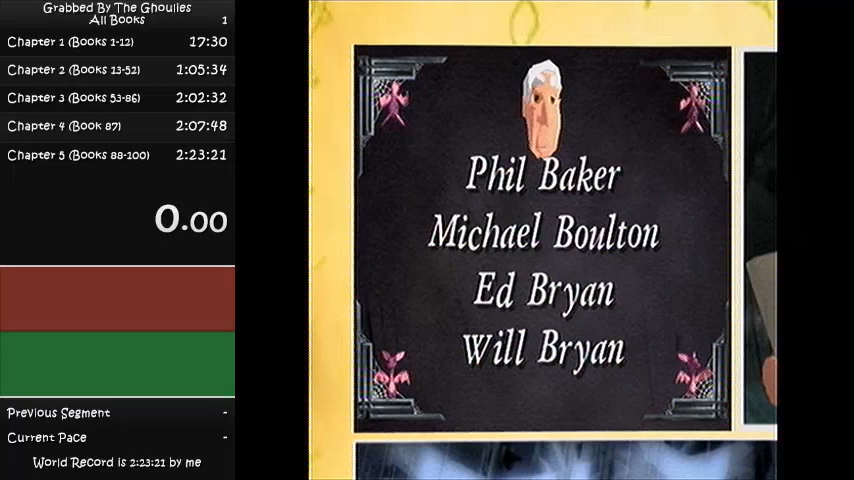 Grabbed By The Ghoulies
All Books 1
Chapter 1 (Books 1-12) 17:30
Chapter 2 (Books 13-52) 1:05:34
Chapter 3 (Books 53-86) 2:02:32
Chapter 4 (Book 87) 2:07:48
Chapter 5 (Books 88-100) 2:23:21
0.00
Previous Segment -
Current Pace -
World Record is 2:23:21 by me
Phil Baker
Michael Boulton
Ed Bryan
Will Bryan